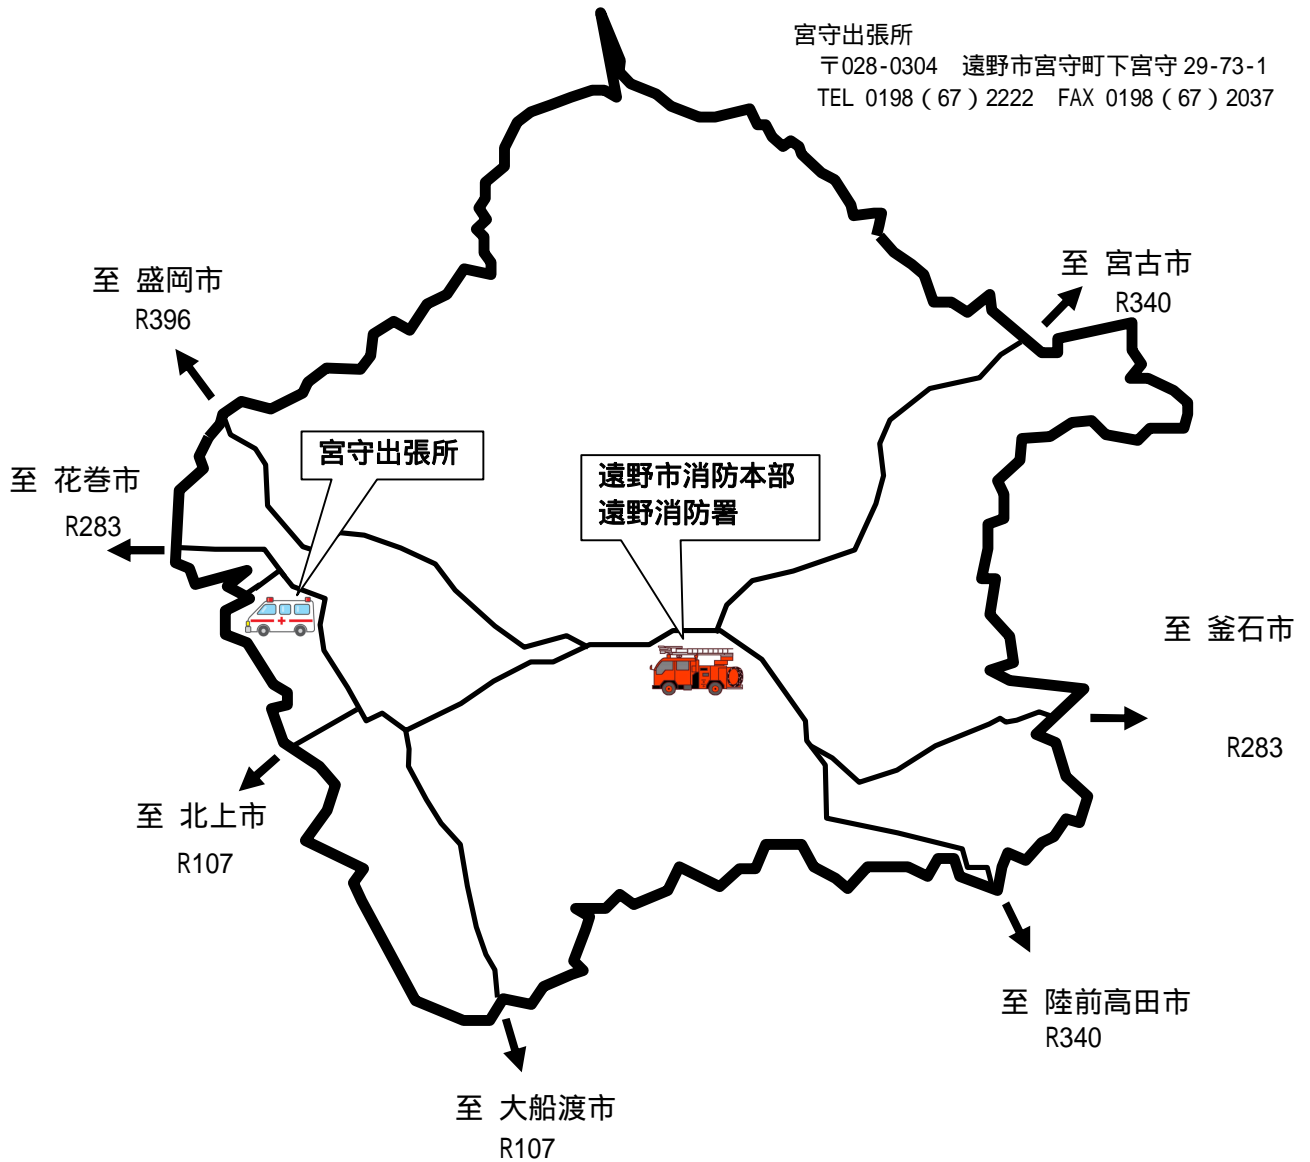 宮守出張所
〒028-0304　遠野市宮守町下宮守 29-73-1
TEL 0198（67）2222　FAX 0198（67）2037
至 宮古市
R340
至 盛岡市
R396
宮守出張所
遠野市消防本部
遠野消防署
至 花巻市
R283
至 釜石市
R283
至 北上市
R107
至 陸前高田市
R340
至 大船渡市
R107